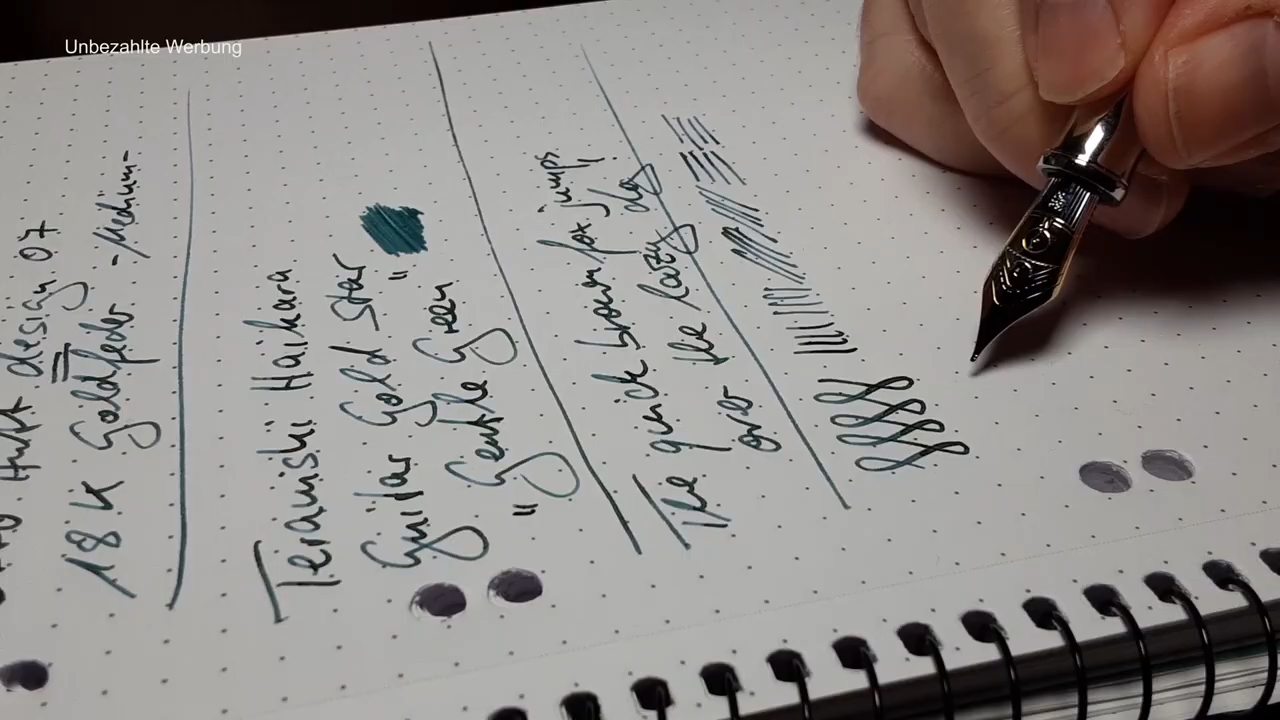 Unbezahlte Werbung
design 07
18K Goldfeder -Medium-
Teranishi Haikara
Guitar Gold Star
"Gentle Green"
The quick brown fox jumps
over the lazy dog